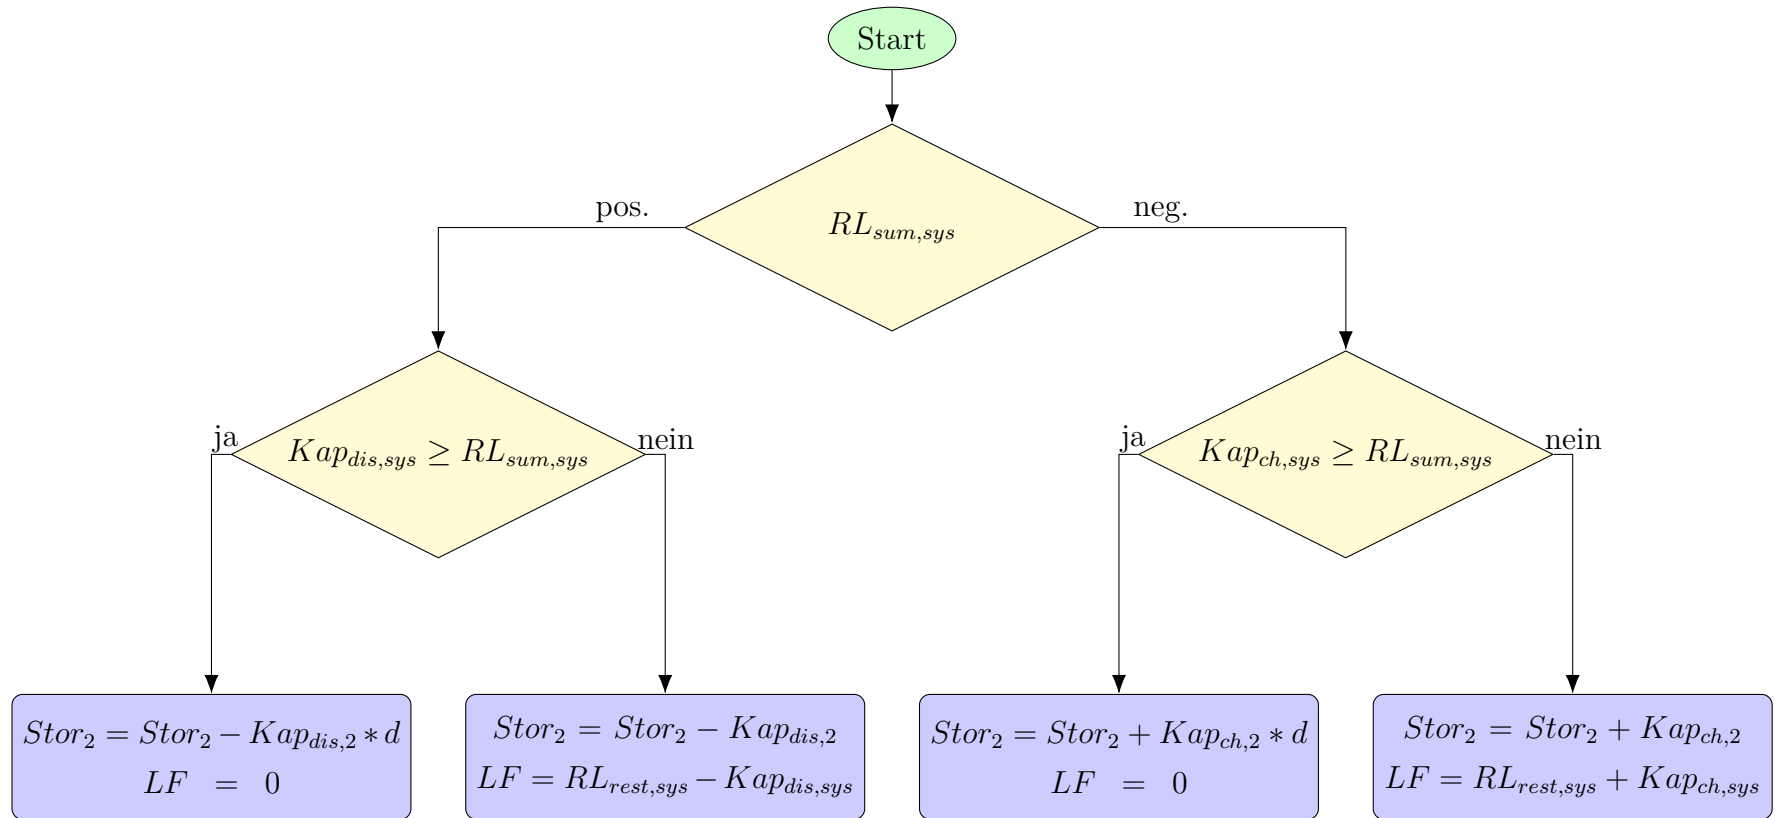 Start
$RL_{sum,sys}$
pos.
neg.
$Kap_{dis,sys} \geq RL_{sum,sys}$
ja
nein
$Kap_{ch,sys} \geq RL_{sum,sys}$
ja
nein
$Stor_2 = Stor_2 - Kap_{dis,2} * d$
$LF = 0$
$Stor_2 = Stor_2 - Kap_{dis,2}$
$LF = RL_{rest,sys} - Kap_{dis,sys}$
$Stor_2 = Stor_2 + Kap_{ch,2} * d$
$LF = 0$
$Stor_2 = Stor_2 + Kap_{ch,2}$
$LF = RL_{rest,sys} + Kap_{ch,sys}$